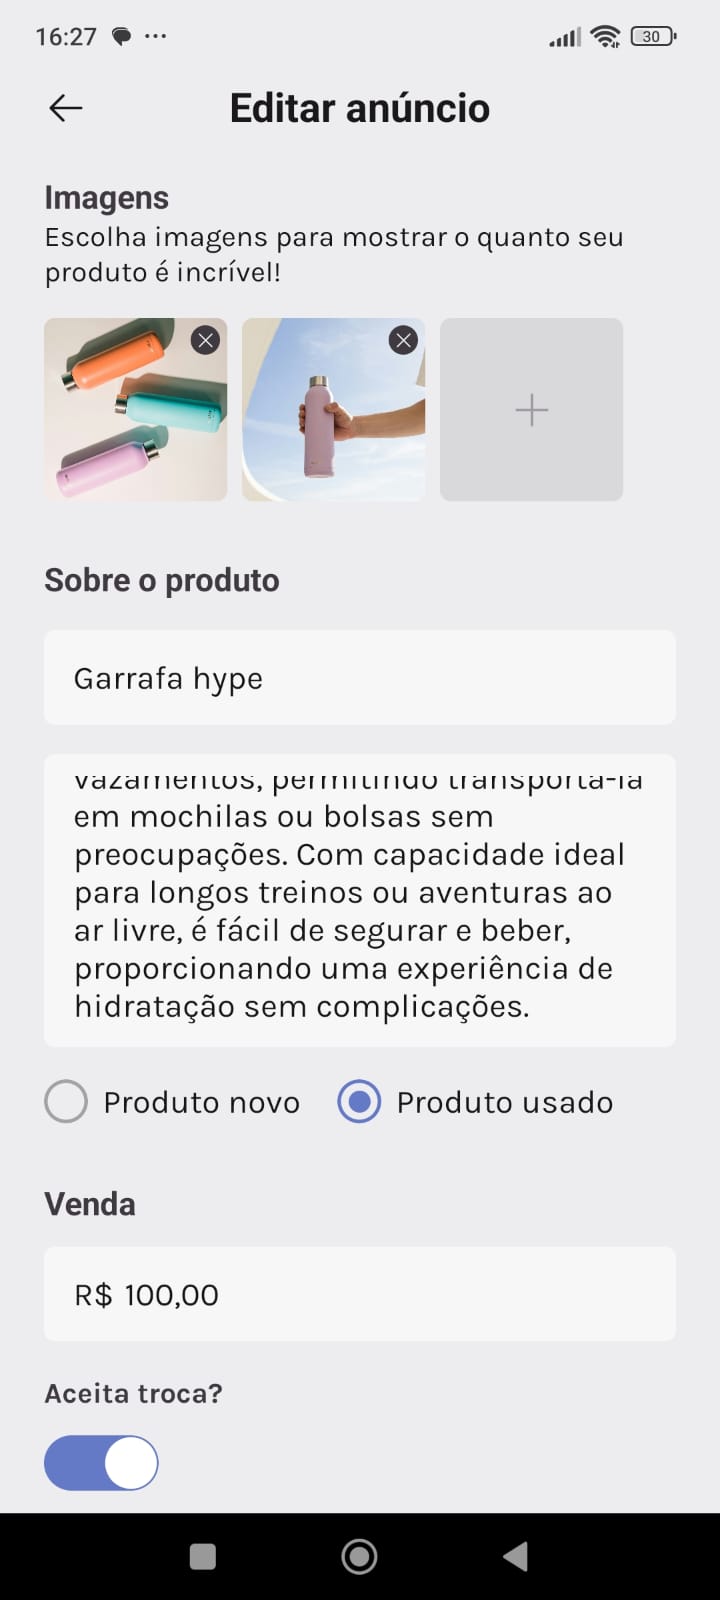 16:27
30
Editar anúncio
Imagens
Escolha imagens para mostrar o quanto seu
produto é incrível!
Sobre o produto
Garrafa hype
vazamentos, permitindo transportá-la
em mochilas ou bolsas sem
preocupações. Com capacidade ideal
para longos treinos ou aventuras ao
ar livre, é fácil de segurar e beber,
proporcionando uma experiência de
hidratação sem complicações.
Produto novo
Produto usado
Venda
R$ 100,00
Aceita troca?